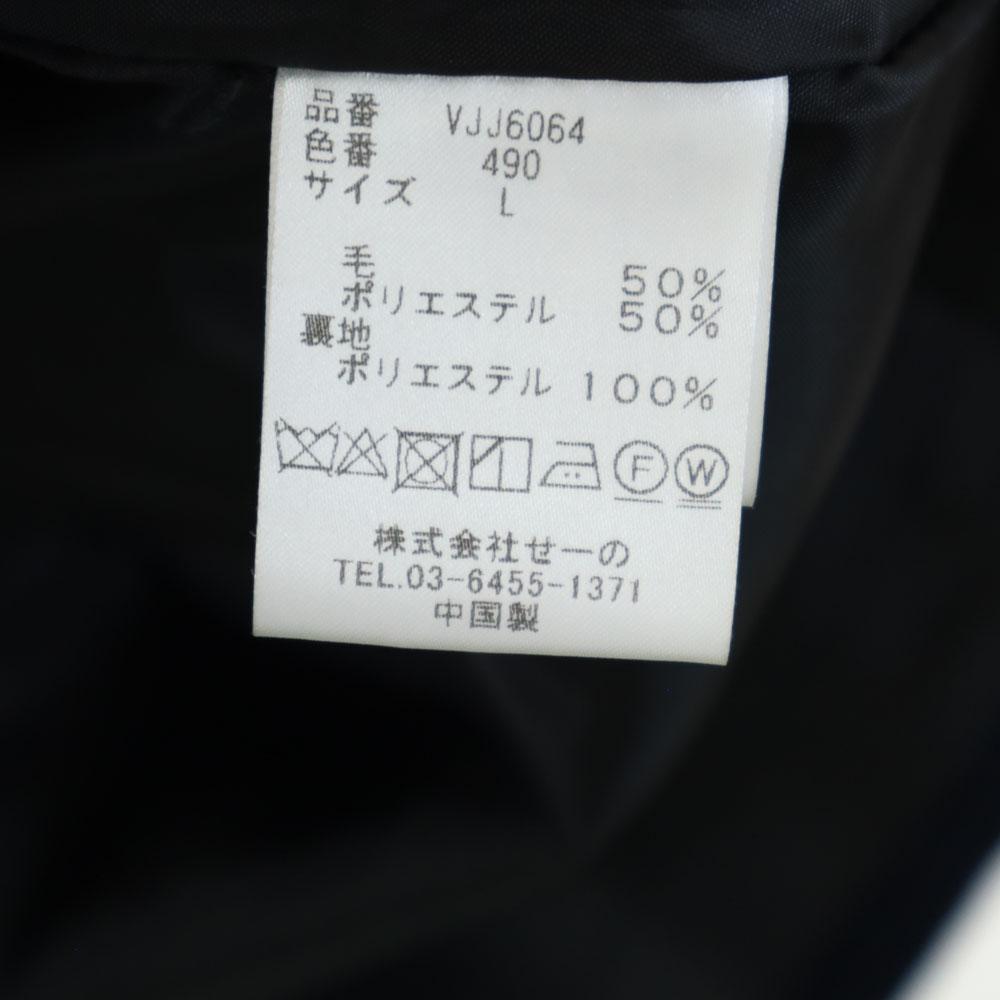 品番 VJJ6064
色番 490
サイズ L
毛 50%
ポリエステル 50%
裏地
ポリエステル 100%
F W
株式会社せーの
TEL.03-6455-1371
中国製